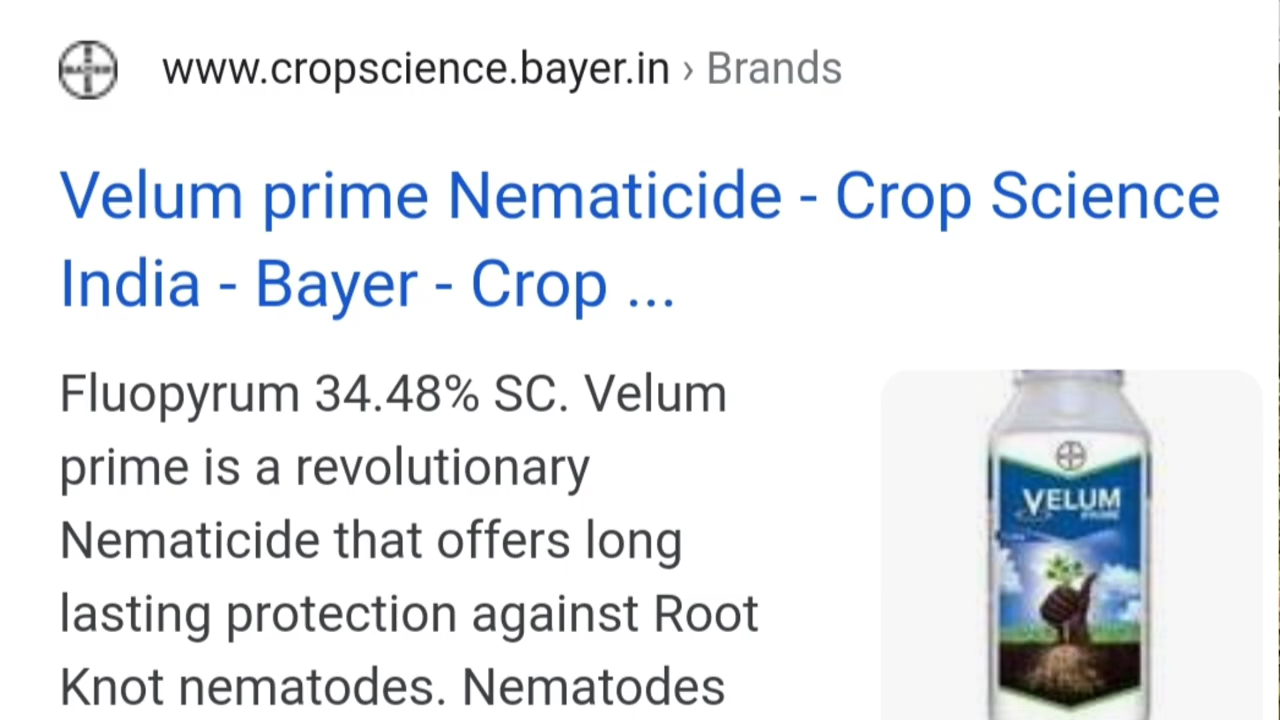 www.cropscience.bayer.in › Brands
Velum prime Nematicide - Crop Science
India - Bayer - Crop ...
Fluopyrum 34.48% SC. Velum
prime is a revolutionary
Nematicide that offers long
lasting protection against Root
Knot nematodes. Nematodes
VELUM
PRIME